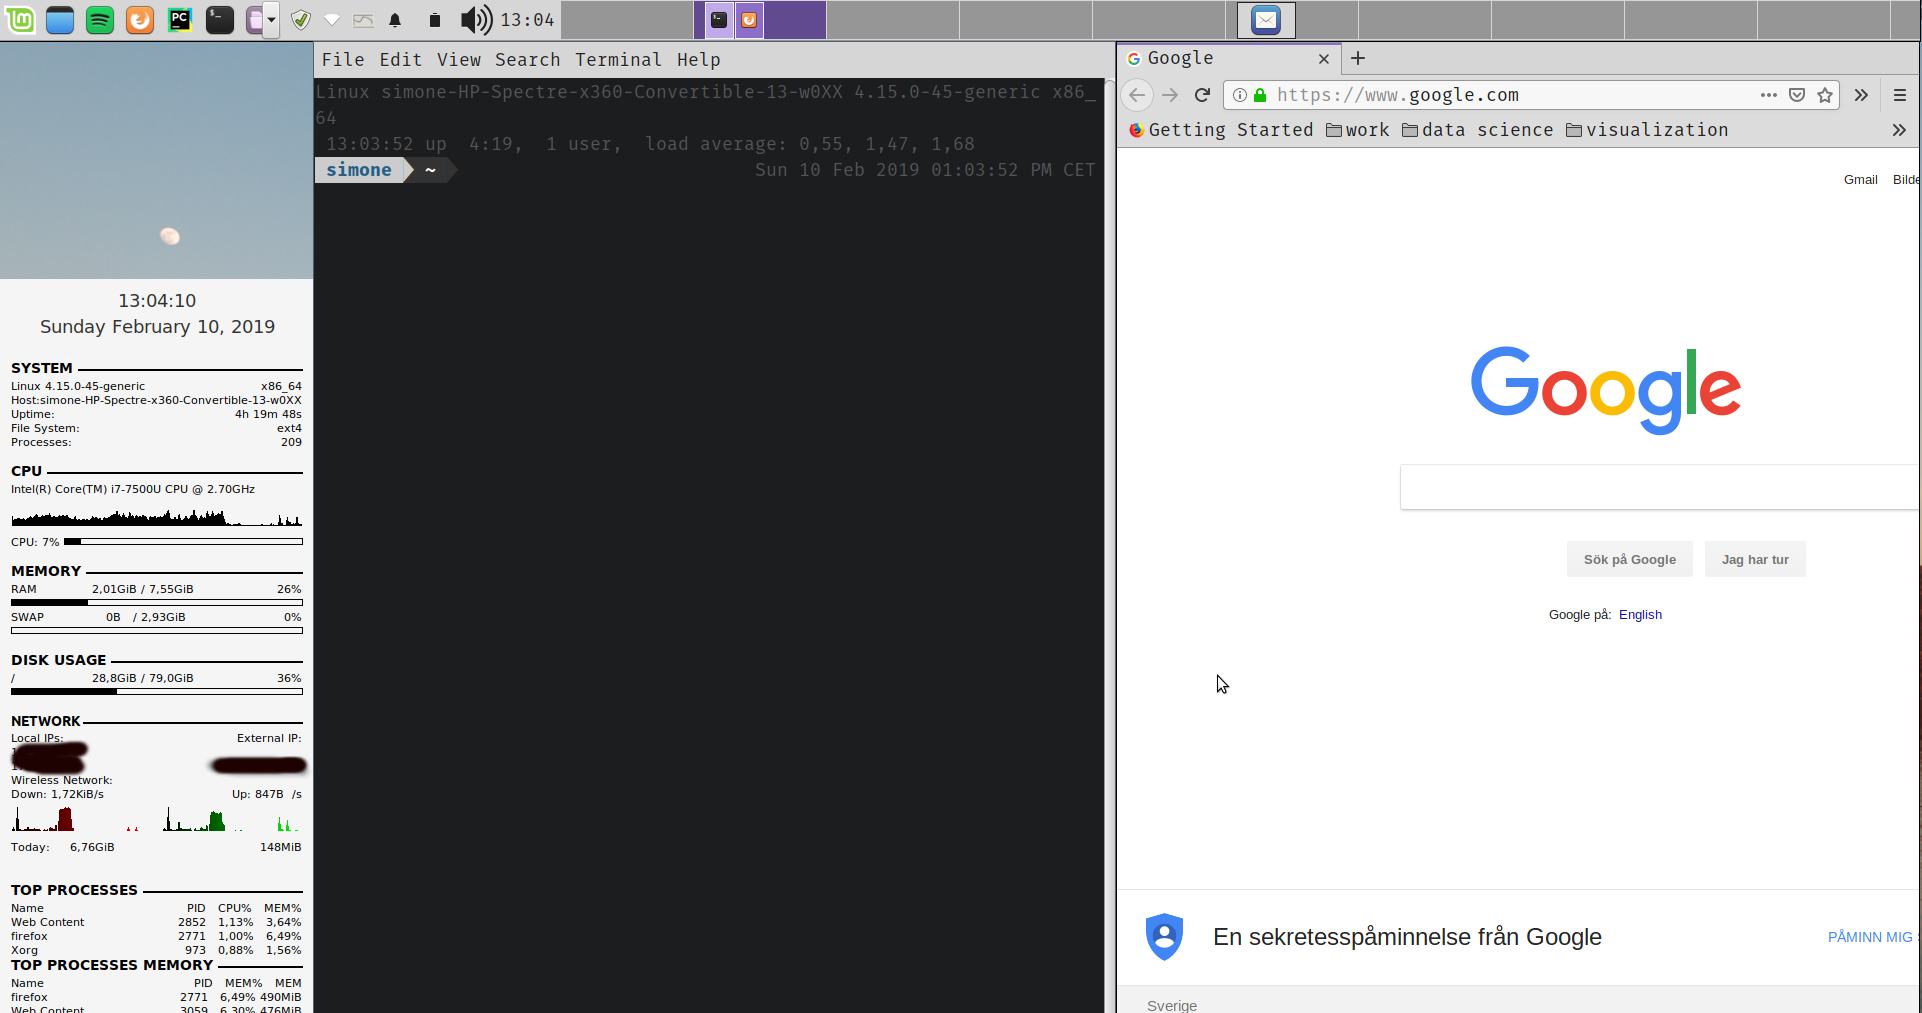 13:04
13:04:10
Sunday February 10, 2019
SYSTEM
Linux 4.15.0-45-generic x86_64
Host:simone-HP-Spectre-x360-Convertible-13-w0XX
Uptime: 4h 19m 48s
File System: ext4
Processes: 209
CPU
Intel(R) Core(TM) i7-7500U CPU @ 2.70GHz
CPU: 7%
MEMORY
RAM 2,01GiB / 7,55GiB 26%
SWAP 0B / 2,93GiB 0%
DISK USAGE
/ 28,8GiB / 79,0GiB 36%
NETWORK
Local IPs: External IP:
Wireless Network:
Down: 1,72KiB/s Up: 847B /s
Today: 6,76GiB 148MiB
TOP PROCESSES
Name PID CPU% MEM%
Web Content 2852 1,13% 3,64%
firefox 2771 1,00% 6,49%
Xorg 973 0,88% 1,56%
TOP PROCESSES MEMORY
Name PID MEM% MEM
firefox 2771 6,49% 490MiB
Web Content 3059 6,30% 476MiB
File Edit View Search Terminal Help
Linux simone-HP-Spectre-x360-Convertible-13-w0XX 4.15.0-45-generic x86_
64
13:03:52 up 4:19, 1 user, load average: 0,55, 1,47, 1,68
simone ~ Sun 10 Feb 2019 01:03:52 PM CET
Google
https://www.google.com
Getting Started work data science visualization
Gmail Bilde
Google
Sök på Google Jag har tur
Google på: English
En sekretesspåminnelse från Google PÅMINN MIG
Sverige